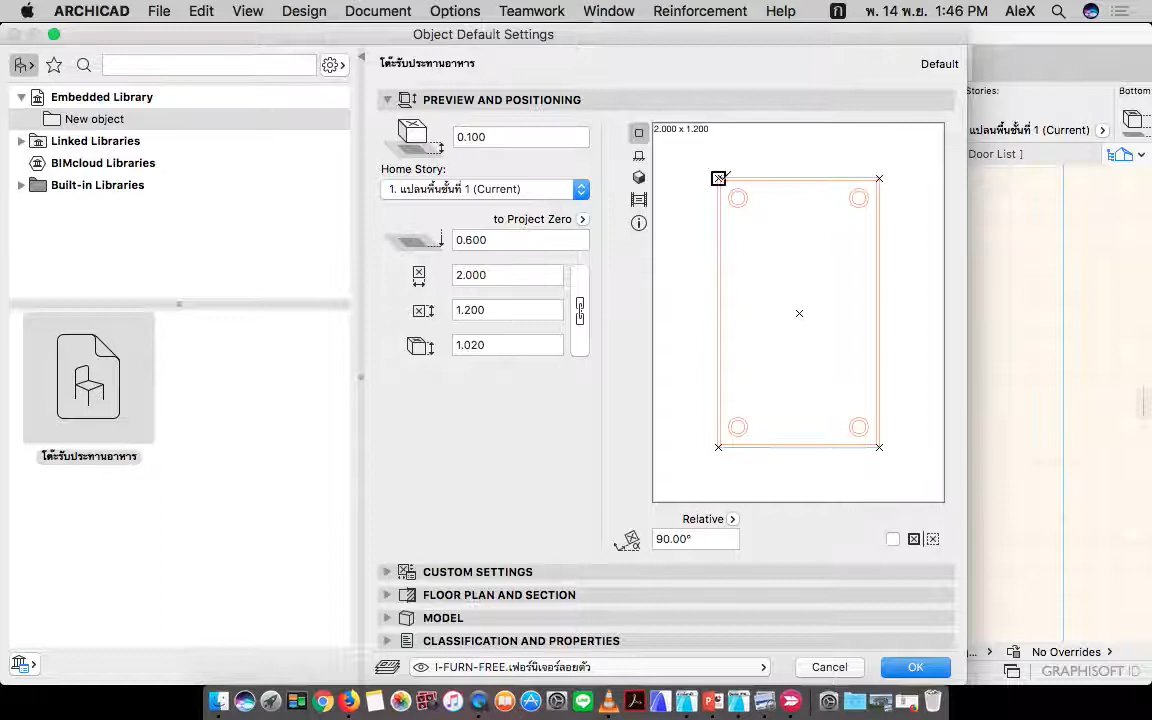 ARCHICAD File Edit View Design Document Options Teamwork Window Reinforcement Help ก พ. 14 พ.ย. 1:46 PM AleX
Object Default Settings
โต๊ะรับประทานอาหาร Default
Embedded Library
New object
Linked Libraries
BIMcloud Libraries
Built-in Libraries
โต๊ะรับประทานอาหาร
PREVIEW AND POSITIONING
0.100
Home Story:
1. แปลนพื้นชั้นที่ 1 (Current)
to Project Zero
0.600
2.000
1.200
1.020
2.000 x 1.200
Relative
90.00°
CUSTOM SETTINGS
FLOOR PLAN AND SECTION
MODEL
CLASSIFICATION AND PROPERTIES
I-FURN-FREE.เฟอร์นิเจอร์ลอยตัว
Cancel OK
Stories: Bottom
แปลนพื้นชั้นที่ 1 (Current)
Door List ]
... No Overrides
GRAPHISOFT ID